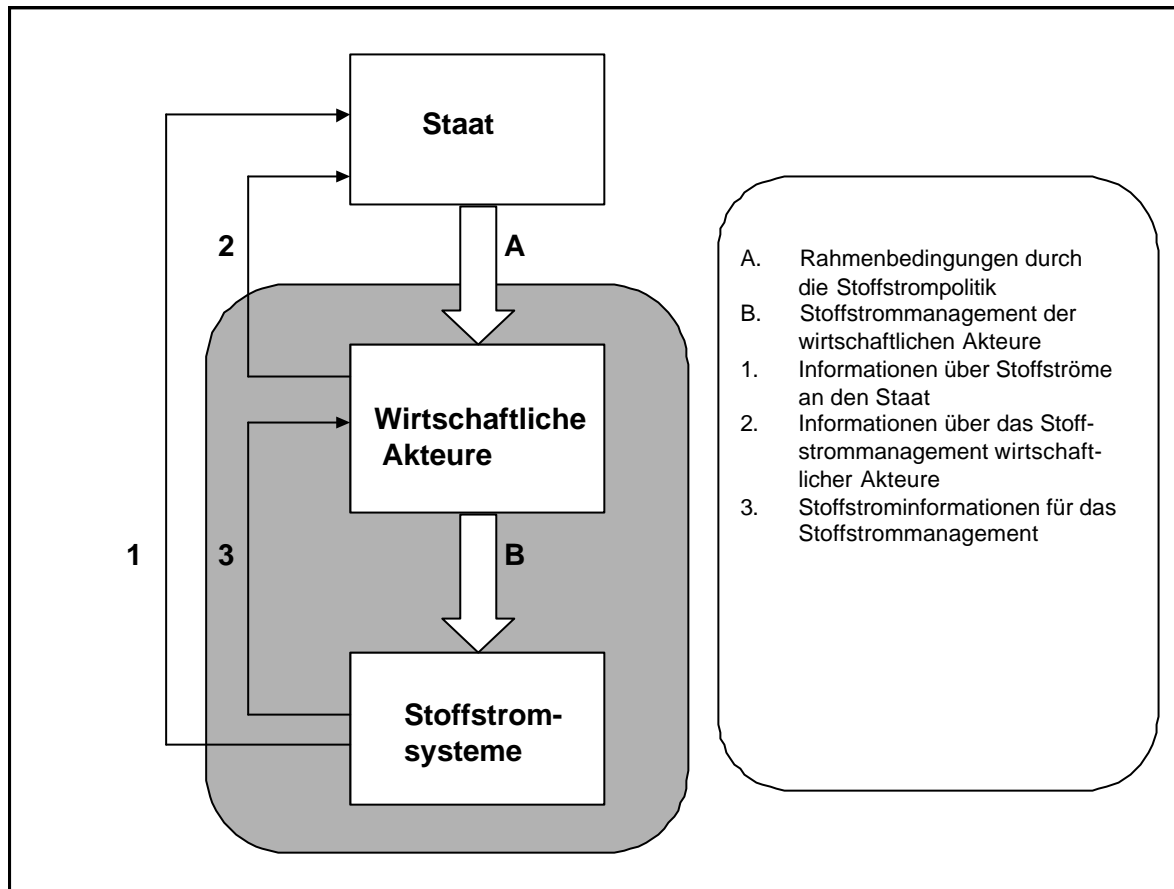 Staat
2
A
Wirtschaftliche
Akteure
1
3
B
Stoffstrom-
systeme
A. Rahmenbedingungen durch
die Stoffstrompolitik
B. Stoffstrommanagement der
wirtschaftlichen Akteure
1. Informationen über Stoffströme
an den Staat
2. Informationen über das Stoff-
strommanagement wirtschaft-
licher Akteure
3. Stoffstrominformationen für das
Stoffstrommanagement